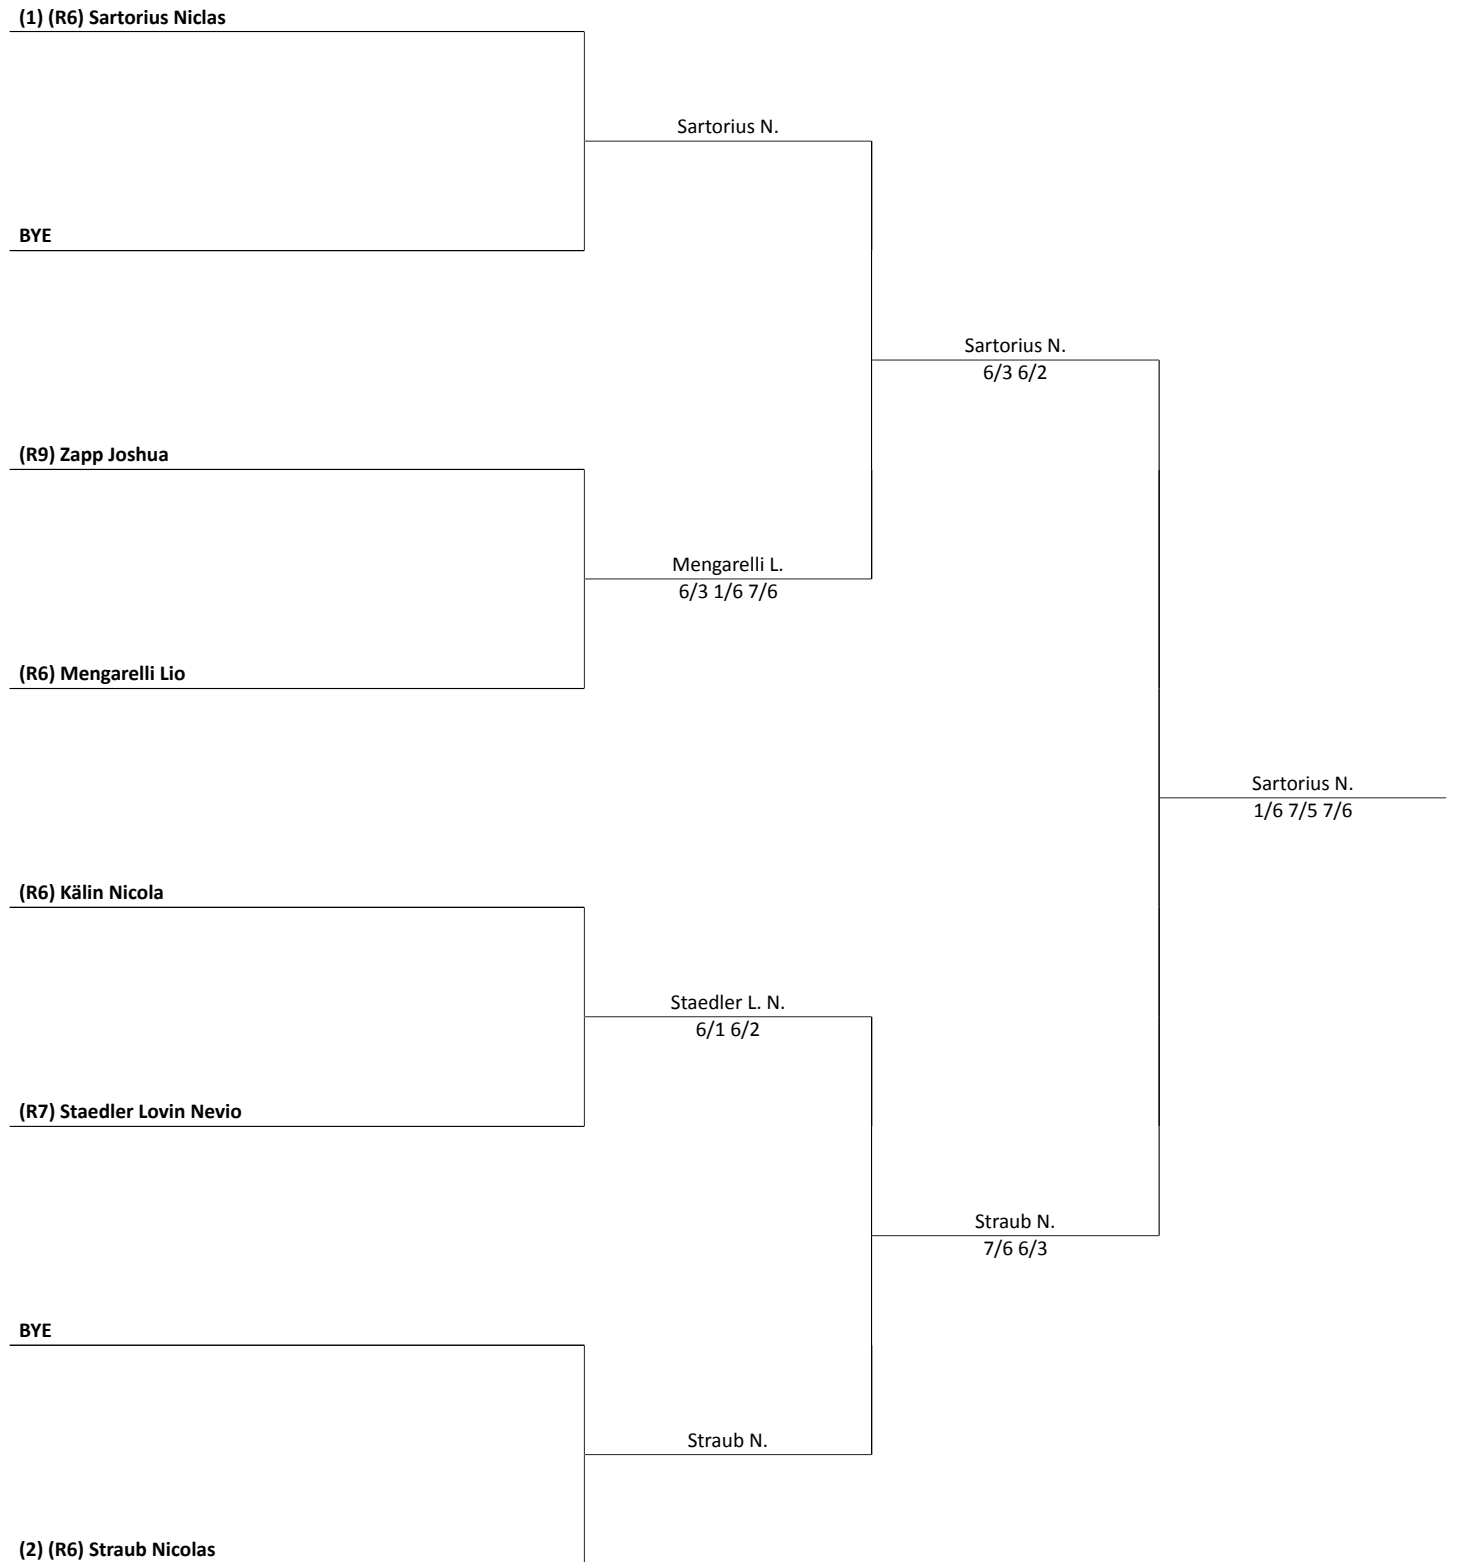 (1) (R6) Sartorius Niclas
Sartorius N.
BYE
Sartorius N.
6/3 6/2
(R9) Zapp Joshua
Mengarelli L.
6/3 1/6 7/6
(R6) Mengarelli Lio
Sartorius N.
1/6 7/5 7/6
(R6) Kälin Nicola
Staedler L. N.
6/1 6/2
(R7) Staedler Lovin Nevio
Straub N.
7/6 6/3
BYE
Straub N.
(2) (R6) Straub Nicolas